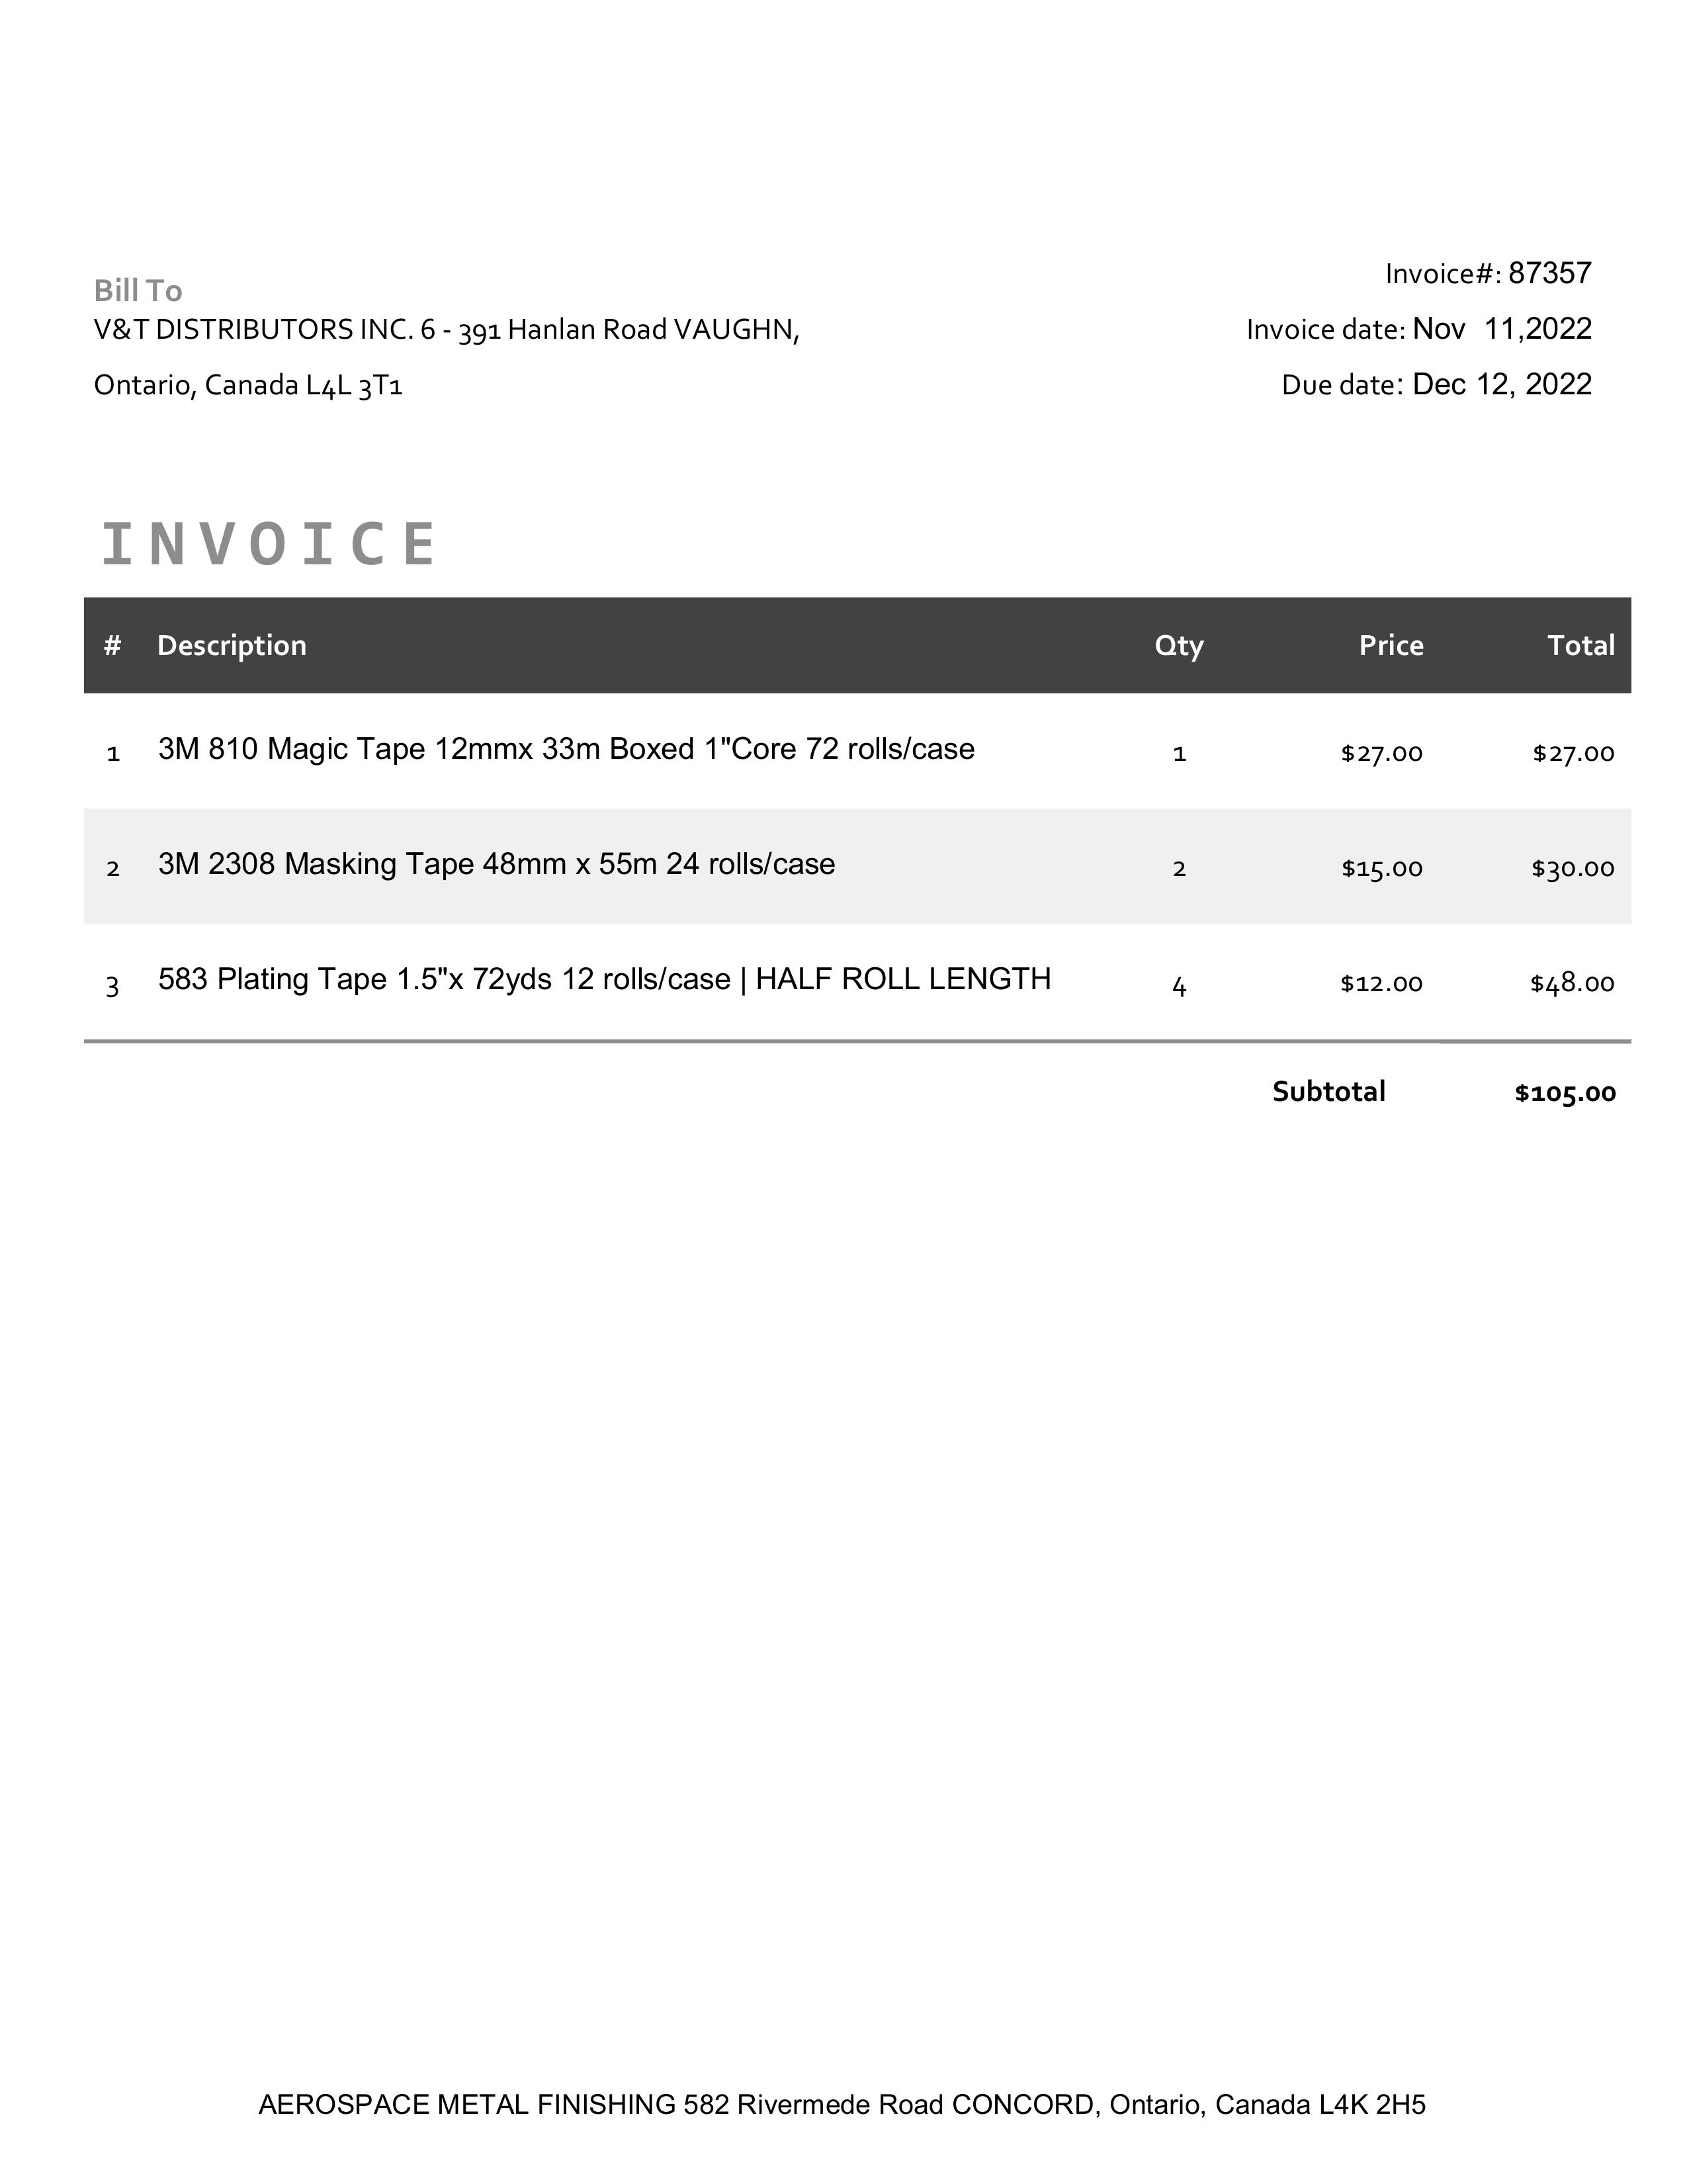 Bill To
V&T DISTRIBUTORS INC. 6 - 391 Hanlan Road VAUGHN,
Ontario, Canada L4L 3T1
Invoice#: 87357
Invoice date: Nov 11,2022
Due date: Dec 12, 2022
INVOICE
# Description Qty Price Total
1 3M 810 Magic Tape 12mmx 33m Boxed 1"Core 72 rolls/case 1 $27.00 $27.00
2 3M 2308 Masking Tape 48mm x 55m 24 rolls/case 2 $15.00 $30.00
3 583 Plating Tape 1.5"x 72yds 12 rolls/case | HALF ROLL LENGTH 4 $12.00 $48.00
Subtotal $105.00
AEROSPACE METAL FINISHING 582 Rivermede Road CONCORD, Ontario, Canada L4K 2H5